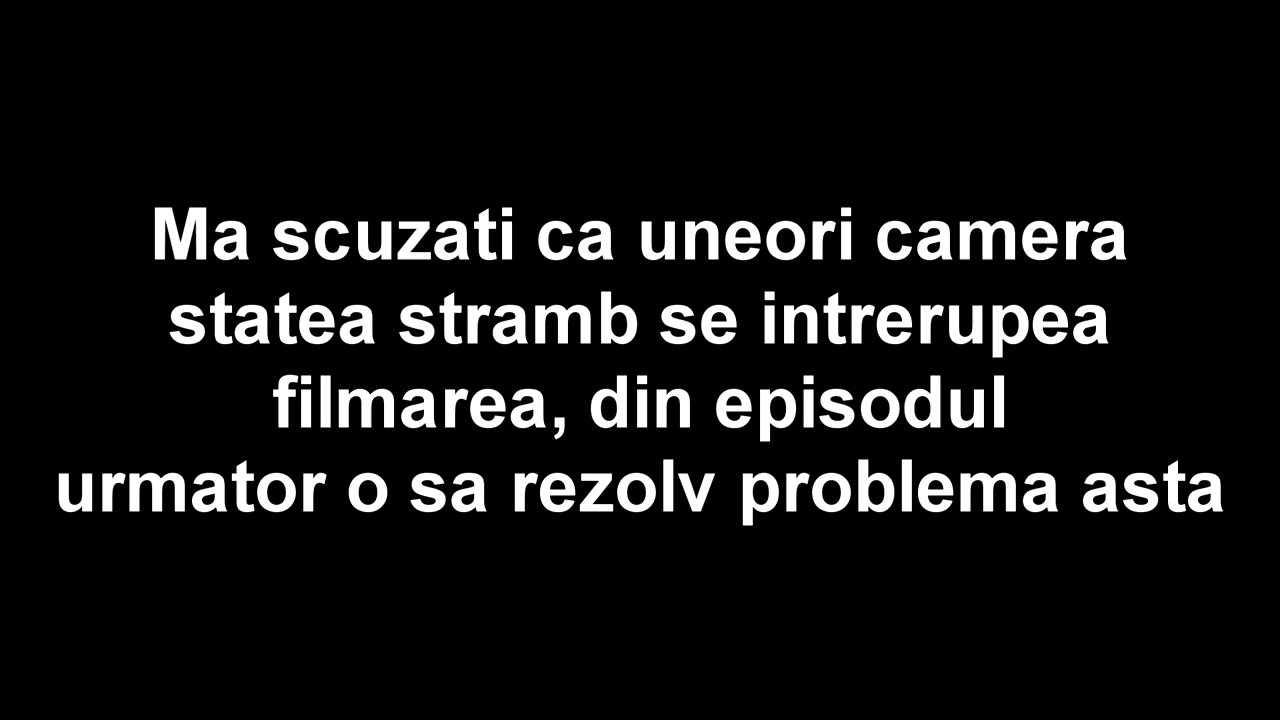 Ma scuzati ca uneori camera
statea stramb se intrerupea
filmarea, din episodul
urmator o sa rezolv problema asta